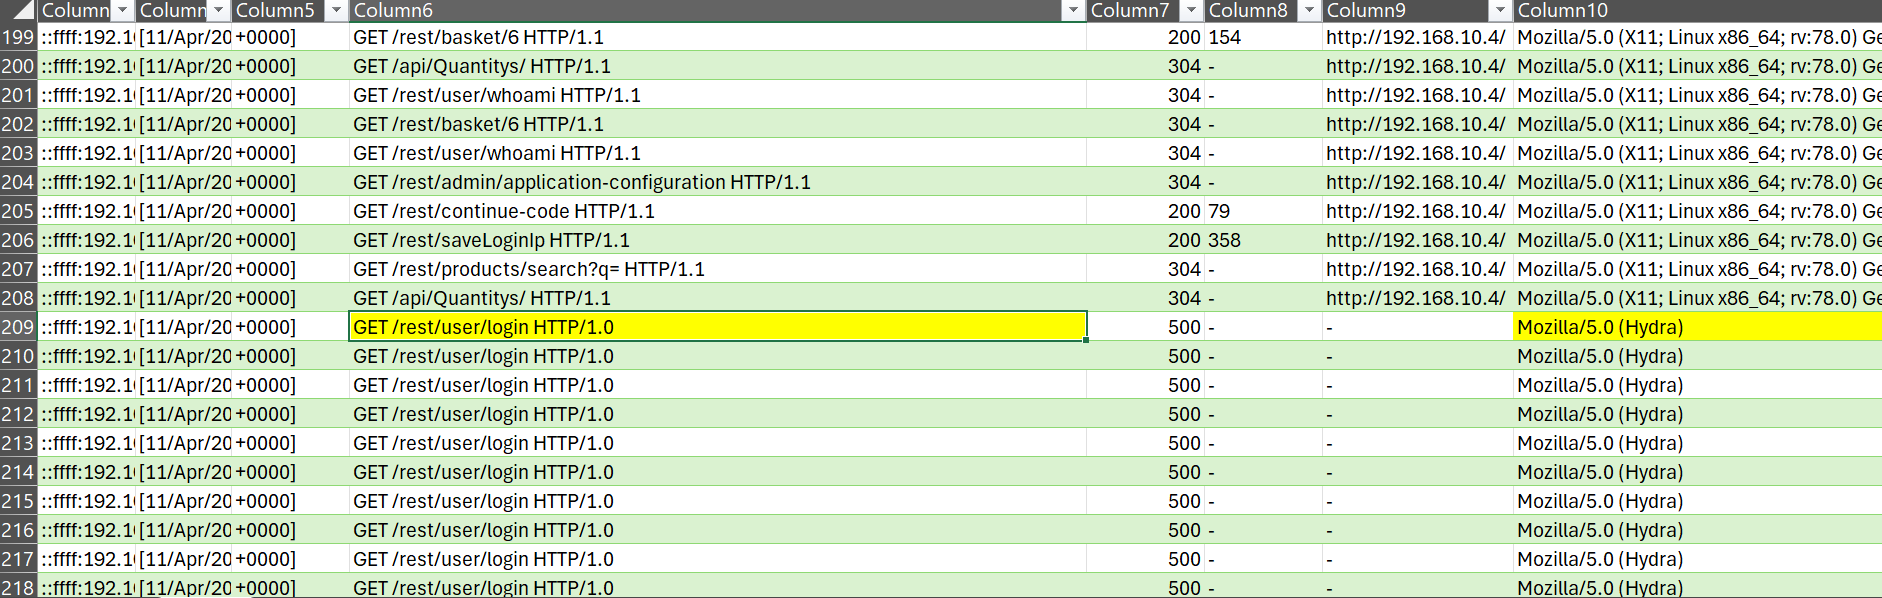 Column Column Column5 Column6 Column7 Column8 Column9 Column10
199 ::ffff:192.1 [11/Apr/20 +0000] GET /rest/basket/6 HTTP/1.1 200 154 http://192.168.10.4/ Mozilla/5.0 (X11; Linux x86_64; rv:78.0) Ge
200 ::ffff:192.1 [11/Apr/20 +0000] GET /api/Quantitys/ HTTP/1.1 304 - http://192.168.10.4/ Mozilla/5.0 (X11; Linux x86_64; rv:78.0) Ge
201 ::ffff:192.1 [11/Apr/20 +0000] GET /rest/user/whoami HTTP/1.1 304 - http://192.168.10.4/ Mozilla/5.0 (X11; Linux x86_64; rv:78.0) Ge
202 ::ffff:192.1 [11/Apr/20 +0000] GET /rest/basket/6 HTTP/1.1 304 - http://192.168.10.4/ Mozilla/5.0 (X11; Linux x86_64; rv:78.0) Ge
203 ::ffff:192.1 [11/Apr/20 +0000] GET /rest/user/whoami HTTP/1.1 304 - http://192.168.10.4/ Mozilla/5.0 (X11; Linux x86_64; rv:78.0) Ge
204 ::ffff:192.1 [11/Apr/20 +0000] GET /rest/admin/application-configuration HTTP/1.1 304 - http://192.168.10.4/ Mozilla/5.0 (X11; Linux x86_64; rv:78.0) Ge
205 ::ffff:192.1 [11/Apr/20 +0000] GET /rest/continue-code HTTP/1.1 200 79 http://192.168.10.4/ Mozilla/5.0 (X11; Linux x86_64; rv:78.0) Ge
206 ::ffff:192.1 [11/Apr/20 +0000] GET /rest/saveLoginIp HTTP/1.1 200 358 http://192.168.10.4/ Mozilla/5.0 (X11; Linux x86_64; rv:78.0) Ge
207 ::ffff:192.1 [11/Apr/20 +0000] GET /rest/products/search?q= HTTP/1.1 304 - http://192.168.10.4/ Mozilla/5.0 (X11; Linux x86_64; rv:78.0) Ge
208 ::ffff:192.1 [11/Apr/20 +0000] GET /api/Quantitys/ HTTP/1.1 304 - http://192.168.10.4/ Mozilla/5.0 (X11; Linux x86_64; rv:78.0) Ge
209 ::ffff:192.1 [11/Apr/20 +0000] GET /rest/user/login HTTP/1.0 500 - - Mozilla/5.0 (Hydra)
210 ::ffff:192.1 [11/Apr/20 +0000] GET /rest/user/login HTTP/1.0 500 - - Mozilla/5.0 (Hydra)
211 ::ffff:192.1 [11/Apr/20 +0000] GET /rest/user/login HTTP/1.0 500 - - Mozilla/5.0 (Hydra)
212 ::ffff:192.1 [11/Apr/20 +0000] GET /rest/user/login HTTP/1.0 500 - - Mozilla/5.0 (Hydra)
213 ::ffff:192.1 [11/Apr/20 +0000] GET /rest/user/login HTTP/1.0 500 - - Mozilla/5.0 (Hydra)
214 ::ffff:192.1 [11/Apr/20 +0000] GET /rest/user/login HTTP/1.0 500 - - Mozilla/5.0 (Hydra)
215 ::ffff:192.1 [11/Apr/20 +0000] GET /rest/user/login HTTP/1.0 500 - - Mozilla/5.0 (Hydra)
216 ::ffff:192.1 [11/Apr/20 +0000] GET /rest/user/login HTTP/1.0 500 - - Mozilla/5.0 (Hydra)
217 ::ffff:192.1 [11/Apr/20 +0000] GET /rest/user/login HTTP/1.0 500 - - Mozilla/5.0 (Hydra)
218 ::ffff:192.1 [11/Apr/20 +0000] GET /rest/user/login HTTP/1.0 500 - - Mozilla/5.0 (Hydra)